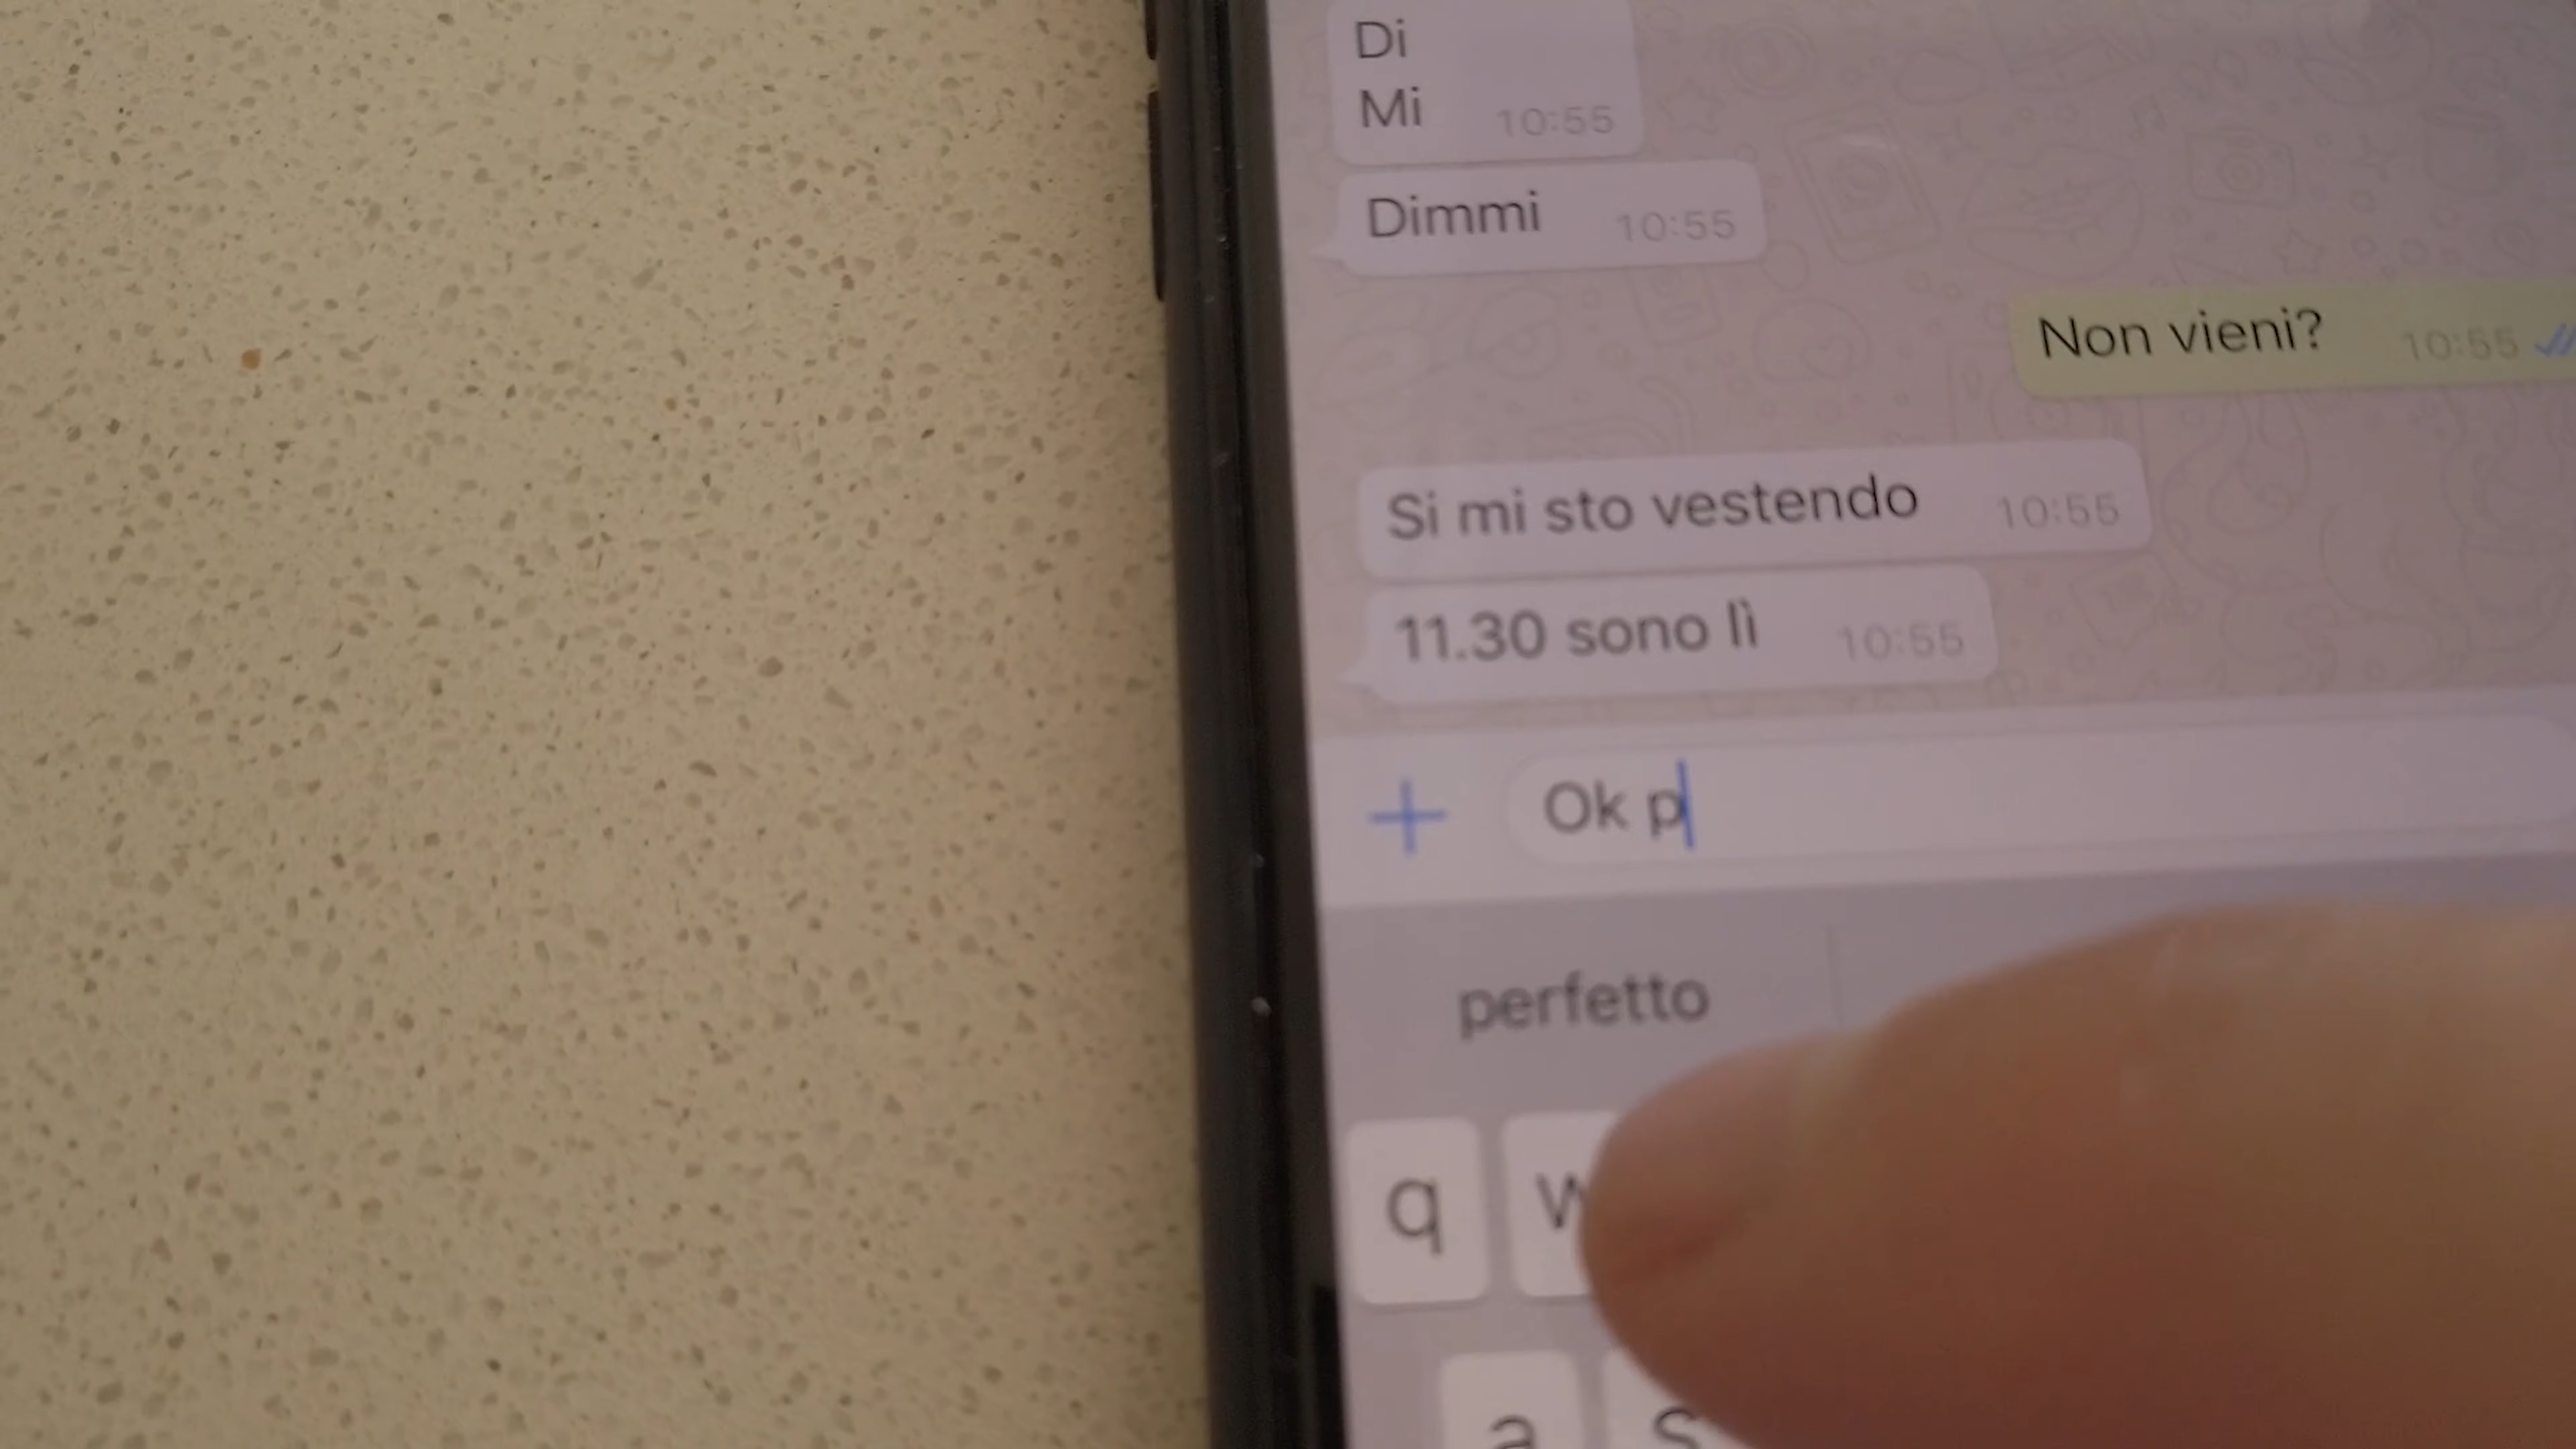 Di
Mi 10:55
Dimmi 10:55
Non vieni? 10:55
Si mi sto vestendo 10:55
11.30 sono lì 10:55
Ok p
perfetto
q w
a s